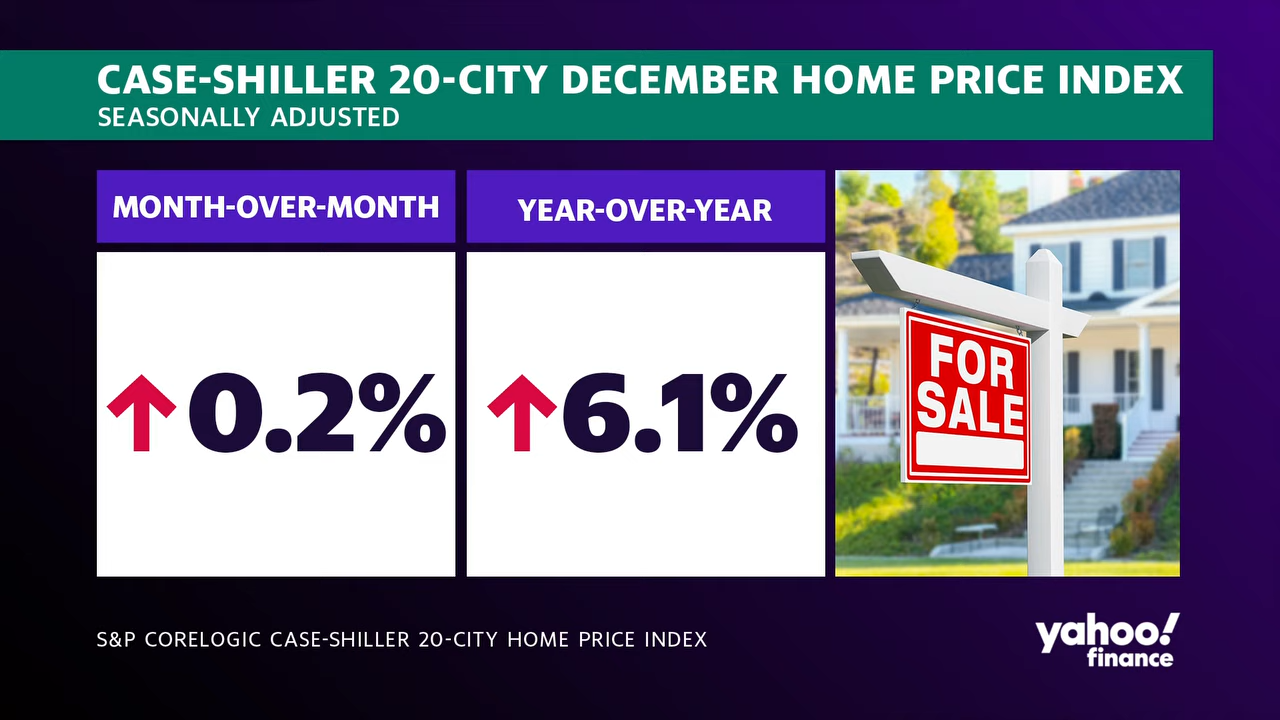 CASE-SHILLER 20-CITY DECEMBER HOME PRICE INDEX
SEASONALLY ADJUSTED
MONTH-OVER-MONTH
YEAR-OVER-YEAR
↑0.2%
↑6.1%
FOR
SALE
S&P CORELOGIC CASE-SHILLER 20-CITY HOME PRICE INDEX
yahoo!
finance